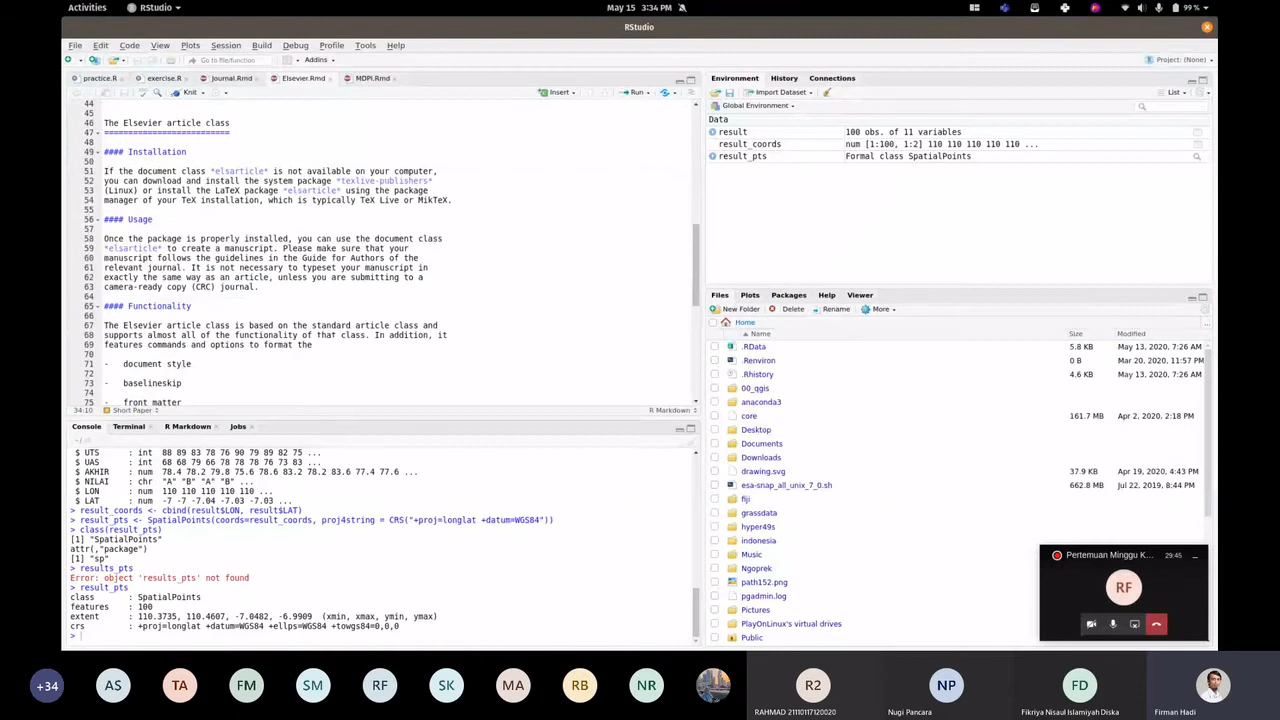 Activities
RStudio
May 15 3:34 PM
99 %
RStudio
File Edit Code View Plots Session Build Debug Profile Tools Help
Go to file/function
Addins
Project: (None)
practice.R
exercise.R
Journal.Rmd
Elsevier.Rmd
MDPI.Rmd
Knit
Insert
Run
44
45
46 The Elsevier article class
47 ==========================
48
49 #### Installation
50
51 If the document class *elsarticle* is not available on your computer,
52 you can download and install the system package *texlive-publishers*
53 (Linux) or install the LaTeX package *elsarticle* using the package
54 manager of your TeX installation, which is typically TeX Live or MikTeX.
55
56 #### Usage
57
58 Once the package is properly installed, you can use the document class
59 *elsarticle* to create a manuscript. Please make sure that your
60 manuscript follows the guidelines in the Guide for Authors of the
61 relevant journal. It is not necessary to typeset your manuscript in
62 exactly the same way as an article, unless you are submitting to a
63 camera-ready copy (CRC) journal.
64
65 #### Functionality
66
67 The Elsevier article class is based on the standard article class and
68 supports almost all of the functionality of that class. In addition, it
69 features commands and options to format the
70
71 - document style
72
73 - baselineskip
74
75 - front matter
34:10 Short Paper
R Markdown
Console Terminal R Markdown Jobs
~/
$ UTS : int 88 89 83 78 76 90 79 89 82 75 ...
$ UAS : int 68 68 79 66 78 78 78 76 73 83 ...
$ AKHIR : num 78.4 78.2 79.8 75.6 78.6 83.2 78.2 83.6 77.4 77.6 ...
$ NILAI : chr "A" "B" "A" "B" ...
$ LON : num 110 110 110 110 110 ...
$ LAT : num -7 -7 -7.04 -7.03 -7.03 ...
> result_coords <- cbind(result$LON, result$LAT)
> result_pts <- SpatialPoints(coords=result_coords, proj4string = CRS("+proj=longlat +datum=WGS84"))
> class(result_pts)
[1] "SpatialPoints"
attr(,"package")
[1] "sp"
> results_pts
Error: object 'results_pts' not found
> result_pts
class : SpatialPoints
features : 100
extent : 110.3735, 110.4607, -7.0482, -6.9909 (xmin, xmax, ymin, ymax)
crs : +proj=longlat +datum=WGS84 +ellps=WGS84 +towgs84=0,0,0
>
Environment History Connections
Import Dataset
List
Global Environment
Data
result 100 obs. of 11 variables
result_coords num [1:100, 1:2] 110 110 110 110 110 ...
result_pts Formal class SpatialPoints
Files Plots Packages Help Viewer
New Folder Delete Rename More
Home
Name Size Modified
.RData 5.8 KB May 13, 2020, 7:26 AM
.Renviron 0 B Mar 20, 2020, 11:57 PM
.Rhistory 4.6 KB May 13, 2020, 7:26 AM
00_qgis
anaconda3
core 161.7 MB Apr 2, 2020, 2:18 PM
Desktop
Documents
Downloads
drawing.svg 37.9 KB Apr 19, 2020, 4:43 PM
esa-snap_all_unix_7_0.sh 662.8 MB Jul 22, 2019, 8:44 PM
fiji
grassdata
hyper49s
indonesia
Music
Ngoprek
path152.png
pgadmin.log
Pictures
PlayOnLinux's virtual drives
Public
Pertemuan Minggu K... 29:45
RF
+34 AS TA FM SM RF SK MA RB NR R2 NP FD
RAHMAD 21110117120020
Nugi Pancara
Fikriya Nisaul Islamiyah Diska
Firman Hadi